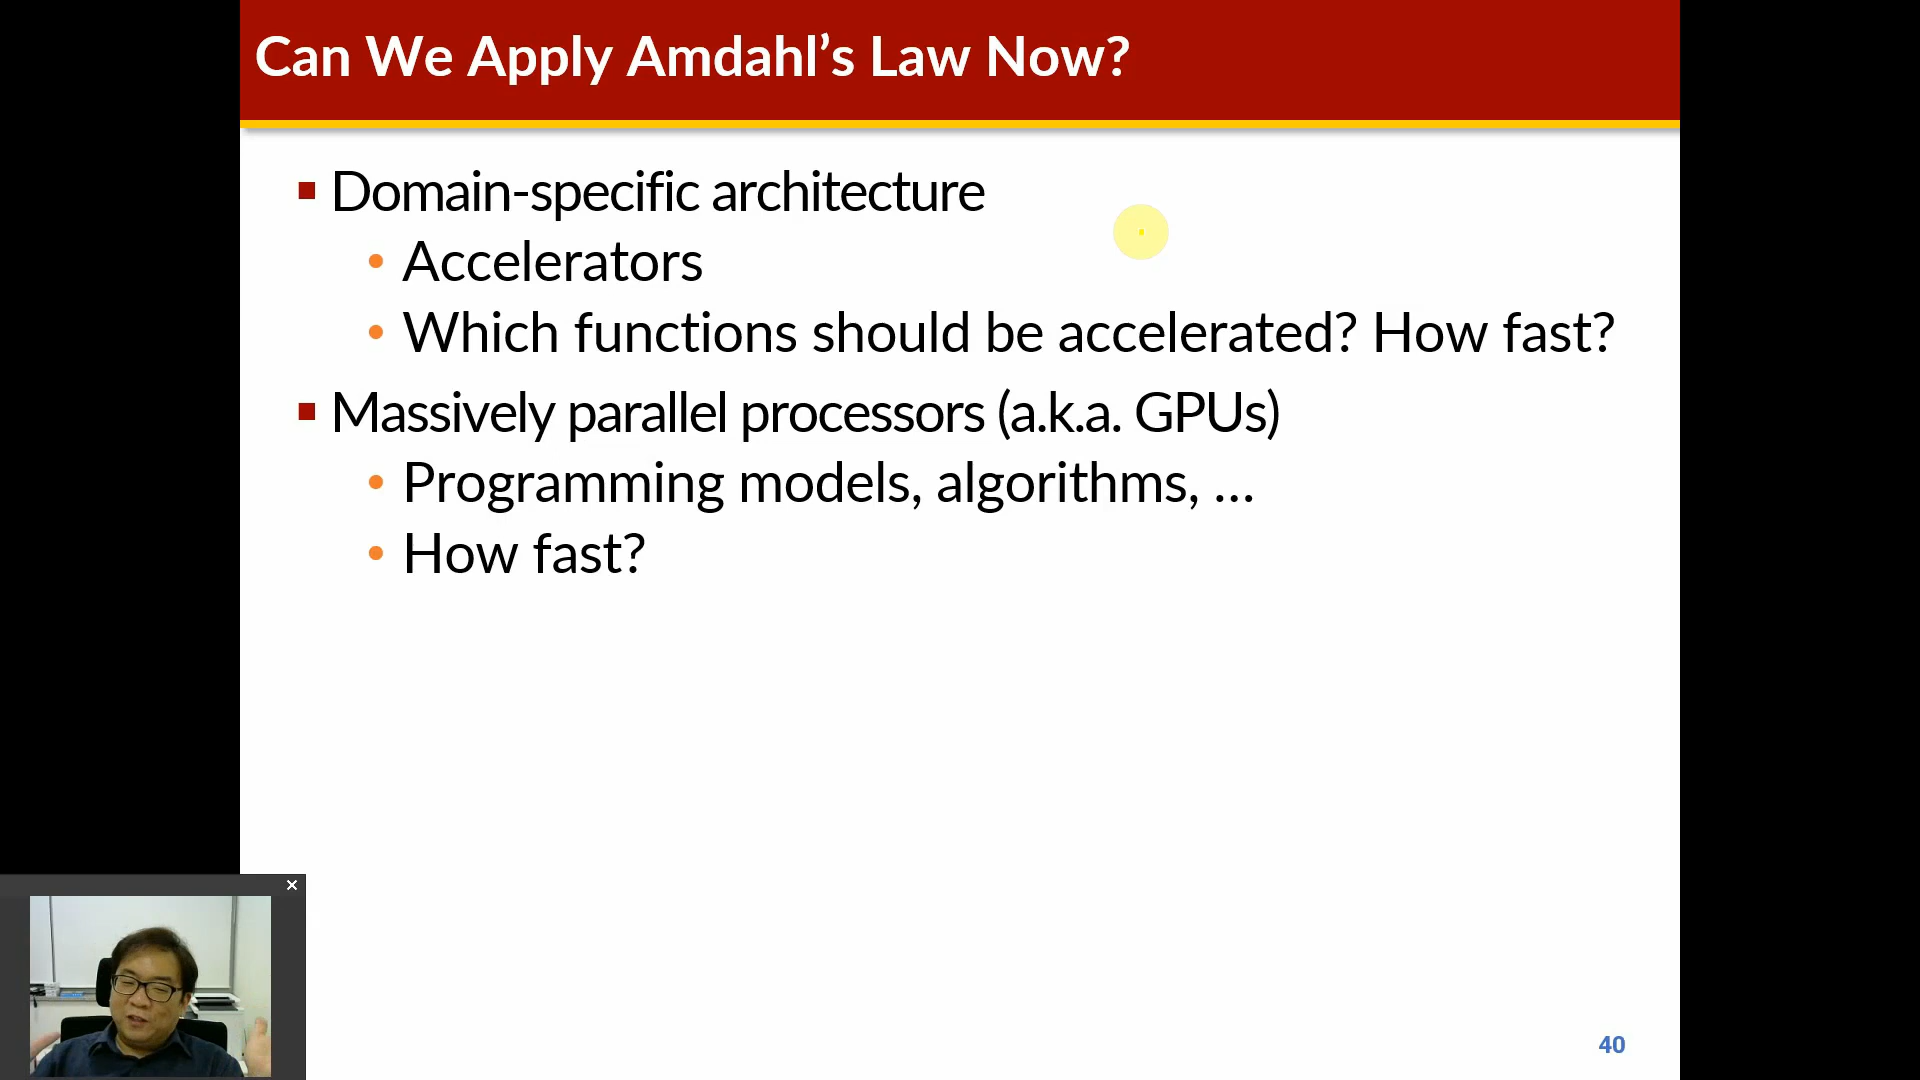 Can We Apply Amdahl’s Law Now?
Domain-specific architecture
Accelerators
Which functions should be accelerated? How fast?
Massively parallel processors (a.k.a. GPUs)
Programming models, algorithms, ...
How fast?
40